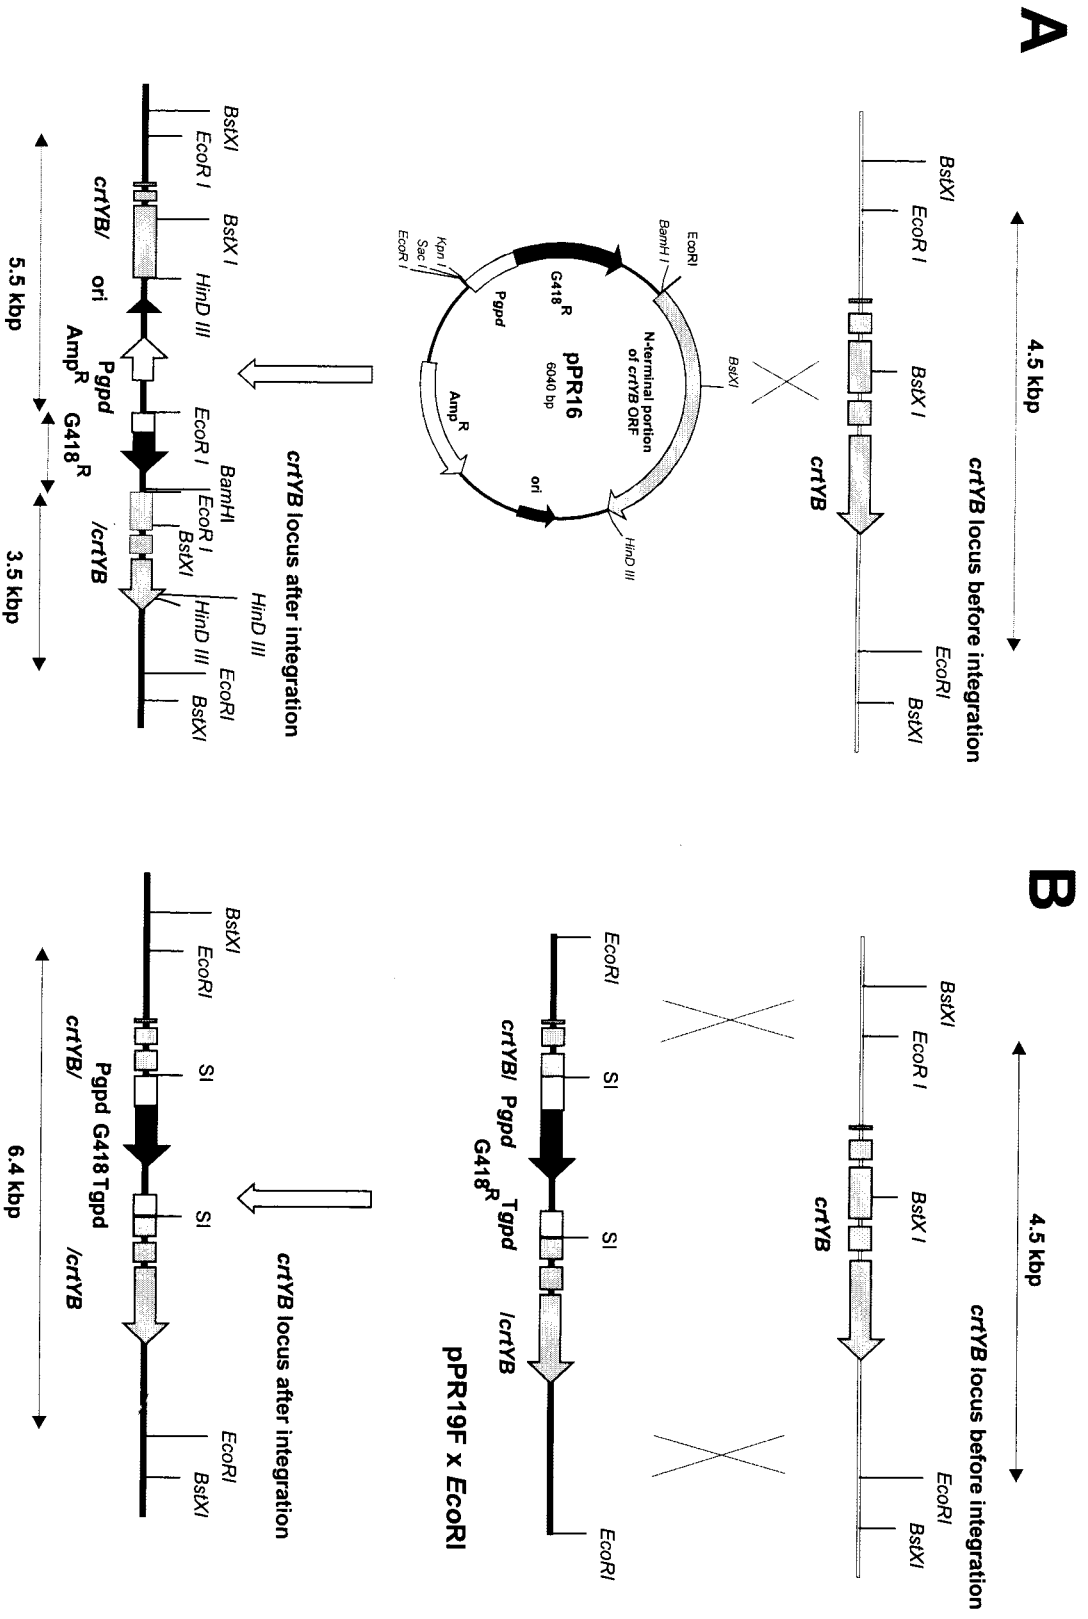 A
4.5 kbp
crtYB locus before integration
BstXI
EcoR I
BstX I
EcoRI
BstXI
crtYB
EcoRI
BamH I
BstXI
N-terminal portion
of crtYB ORF
HinD III
G418R
pPR16
6040 bp
Pgpd
Kpn I
Sac I
EcoR I
AmpR
ori
crtYB locus after integration
BstXI
EcoR I
BstX I
HinD III
EcoR I
BamHI
EcoR I
BstXI
HinD III
HinD III
EcoRI
BstXI
crtYB/
ori
AmpR
Pgpd
G418R
/crtYB
5.5 kbp
3.5 kbp
B
4.5 kbp
crtYB locus before integration
BstXI
EcoR I
BstX I
EcoRI
BstXI
crtYB
EcoRI
SI
SI
EcoRI
crtYB/ Pgpd
G418R
Tgpd
/crtYB
pPR19F x EcoRI
crtYB locus after integration
BstXI
EcoRI
SI
SI
EcoRI
BstXI
crtYB/
Pgpd G418 Tgpd
/crtYB
6.4 kbp